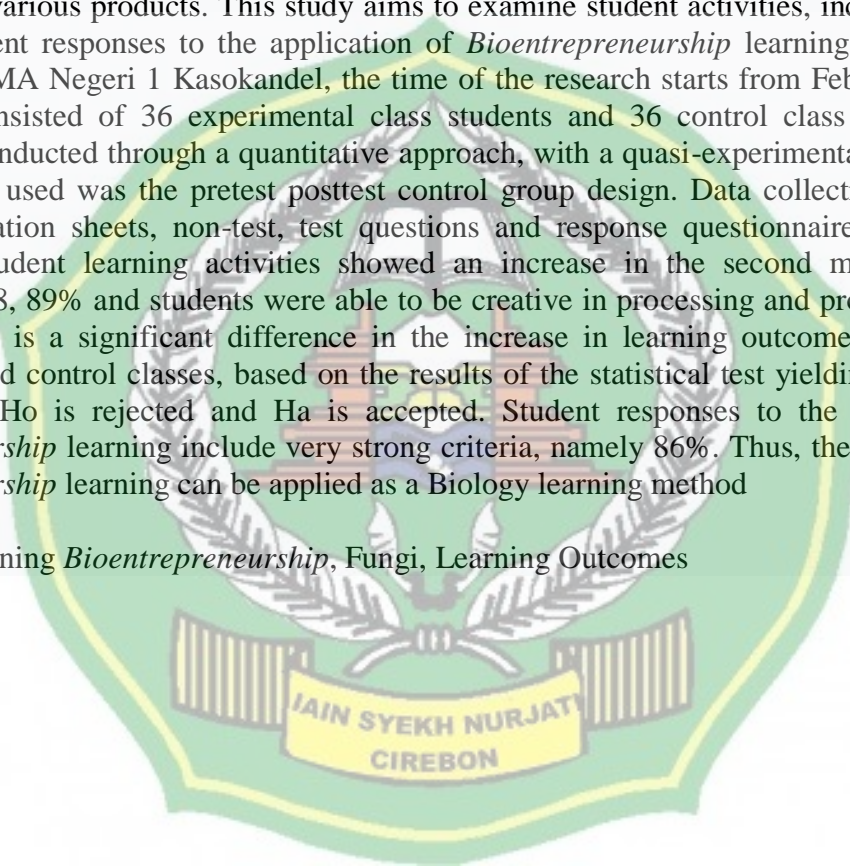 various products. This study aims to examine student activities, inc
ent responses to the application of Bioentrepreneurship learning
MA Negeri 1 Kasokandel, the time of the research starts from Feb
nsisted of 36 experimental class students and 36 control class
nducted through a quantitative approach, with a quasi-experimenta
used was the pretest posttest control group design. Data collecti
ation sheets, non-test, test questions and response questionnaire
udent learning activities showed an increase in the second m
8, 89% and students were able to be creative in processing and pro
is a significant difference in the increase in learning outcome
d control classes, based on the results of the statistical test yieldi
Ho is rejected and Ha is accepted. Student responses to the
rship learning include very strong criteria, namely 86%. Thus, the
rship learning can be applied as a Biology learning method
ning Bioentrepreneurship, Fungi, Learning Outcomes
IAIN SYEKH NURJATI
CIREBON